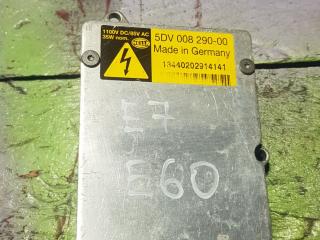 1100V DC/85V AC
35W nom.
HELLA
5DV 008 290-00
Made in Germany
13440202914141
E60